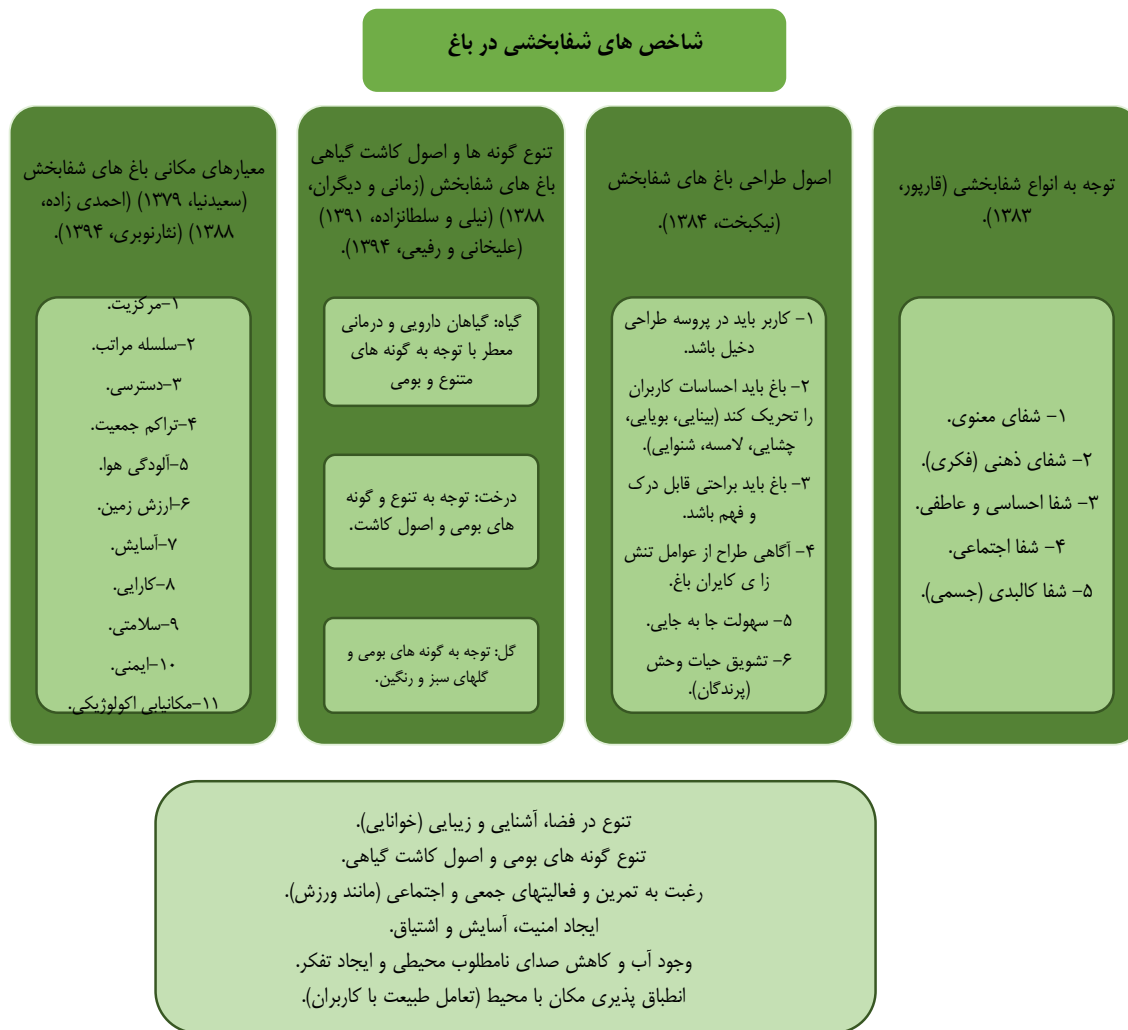 شاخص های شفابخشی در باغ
توجه به انواع شفابخشی (قارپور،
۱۳۸۳).
۱- شفای معنوی.
۲- شفای ذهنی (فکری).
۳- شفا احساسی و عاطفی.
۴- شفا اجتماعی.
۵- شفا کالبدی (جسمی).
اصول طراحی باغ های شفابخش
(نیکبخت، ۱۳۸۴).
۱- کاربر باید در پروسه طراحی
دخیل باشد.
۲- باغ باید احساسات کاربران
را تحریک کند (بینایی، بویایی،
چشایی، لامسه، شنوایی).
۳- باغ باید براحتی قابل درک
و فهم باشد.
۴- آگاهی طراح از عوامل تنش
زا ی کایران باغ.
۵- سهولت جا به جایی.
۶- تشویق حیات وحش
(پرندگان).
تنوع گونه ها و اصول کاشت گیاهی
باغ های شفابخش (زمانی و دیگران،
۱۳۸۸) (نیلی و سلطانزاده، ۱۳۹۱)
(علیخانی و رفیعی، ۱۳۹۴).
گیاه: گیاهان دارویی و درمانی
معطر با توجه به گونه های
متنوع و بومی
درخت: توجه به تنوع و گونه
های بومی و اصول کاشت.
گل: توجه به گونه های بومی و
گلهای سبز و رنگین.
معیارهای مکانی باغ های شفابخش
(سعیدنیا، ۱۳۷۹) (احمدی زاده،
۱۳۸۸) (نثارنوبری، ۱۳۹۴).
۱-مرکزیت.
۲-سلسله مراتب.
۳-دسترسی.
۴-تراکم جمعیت.
۵-آلودگی هوا.
۶-ارزش زمین.
۷-آسایش.
۸-کارایی.
۹-سلامتی.
۱۰-ایمنی.
۱۱-مکانیابی اکولوژیکی.
تنوع در فضا، آشنایی و زیبایی (خوانایی).
تنوع گونه های بومی و اصول کاشت گیاهی.
رغبت به تمرین و فعالیتهای جمعی و اجتماعی (مانند ورزش).
ایجاد امنیت، آسایش و اشتیاق.
وجود آب و کاهش صدای نامطلوب محیطی و ایجاد تفکر.
انطباق پذیری مکان با محیط (تعامل طبیعت با کاربران).